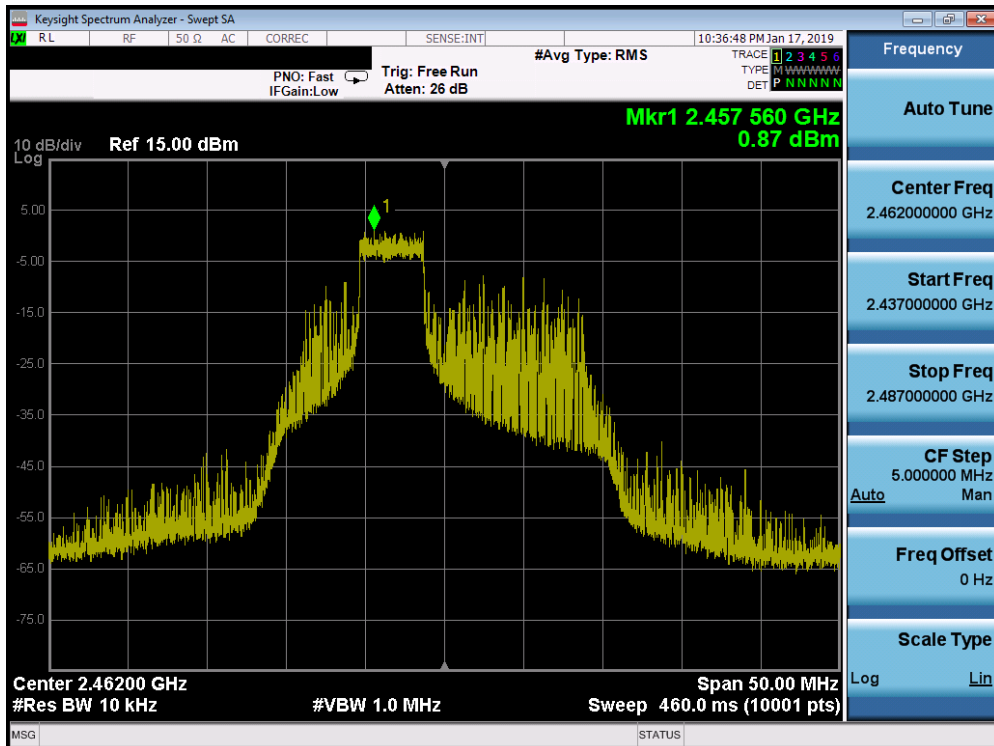 Keysight Spectrum Analyzer - Swept SA
LXI RL RF 50 Ω AC CORREC SENSE:INT 10:36:48 PM Jan 17, 2019
PNO: Fast
IFGain:Low
Trig: Free Run
Atten: 26 dB
#Avg Type: RMS
TRACE 1 2 3 4 5 6
TYPE M W W W W W
DET P N N N N N
Mkr1 2.457 560 GHz
0.87 dBm
10 dB/div Ref 15.00 dBm
Log
5.00
-5.00
-15.0
-25.0
-35.0
-45.0
-55.0
-65.0
-75.0
1
Center 2.46200 GHz Span 50.00 MHz
#Res BW 10 kHz #VBW 1.0 MHz Sweep 460.0 ms (10001 pts)
MSG STATUS
Frequency
Auto Tune
Center Freq
2.462000000 GHz
Start Freq
2.437000000 GHz
Stop Freq
2.487000000 GHz
CF Step
5.000000 MHz
Auto Man
Freq Offset
0 Hz
Scale Type
Log Lin